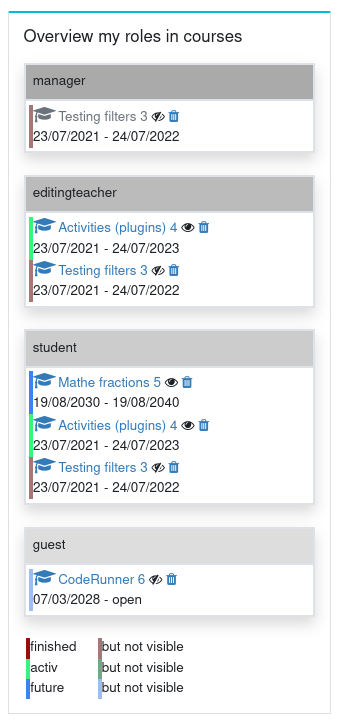 Overview my roles in courses
manager
Testing filters 3
23/07/2021 - 24/07/2022
editingteacher
Activities (plugins) 4
23/07/2021 - 24/07/2023
Testing filters 3
23/07/2021 - 24/07/2022
student
Mathe fractions 5
19/08/2030 - 19/08/2040
Activities (plugins) 4
23/07/2021 - 24/07/2023
Testing filters 3
23/07/2021 - 24/07/2022
guest
CodeRunner 6
07/03/2028 - open
finished but not visible
activ but not visible
future but not visible